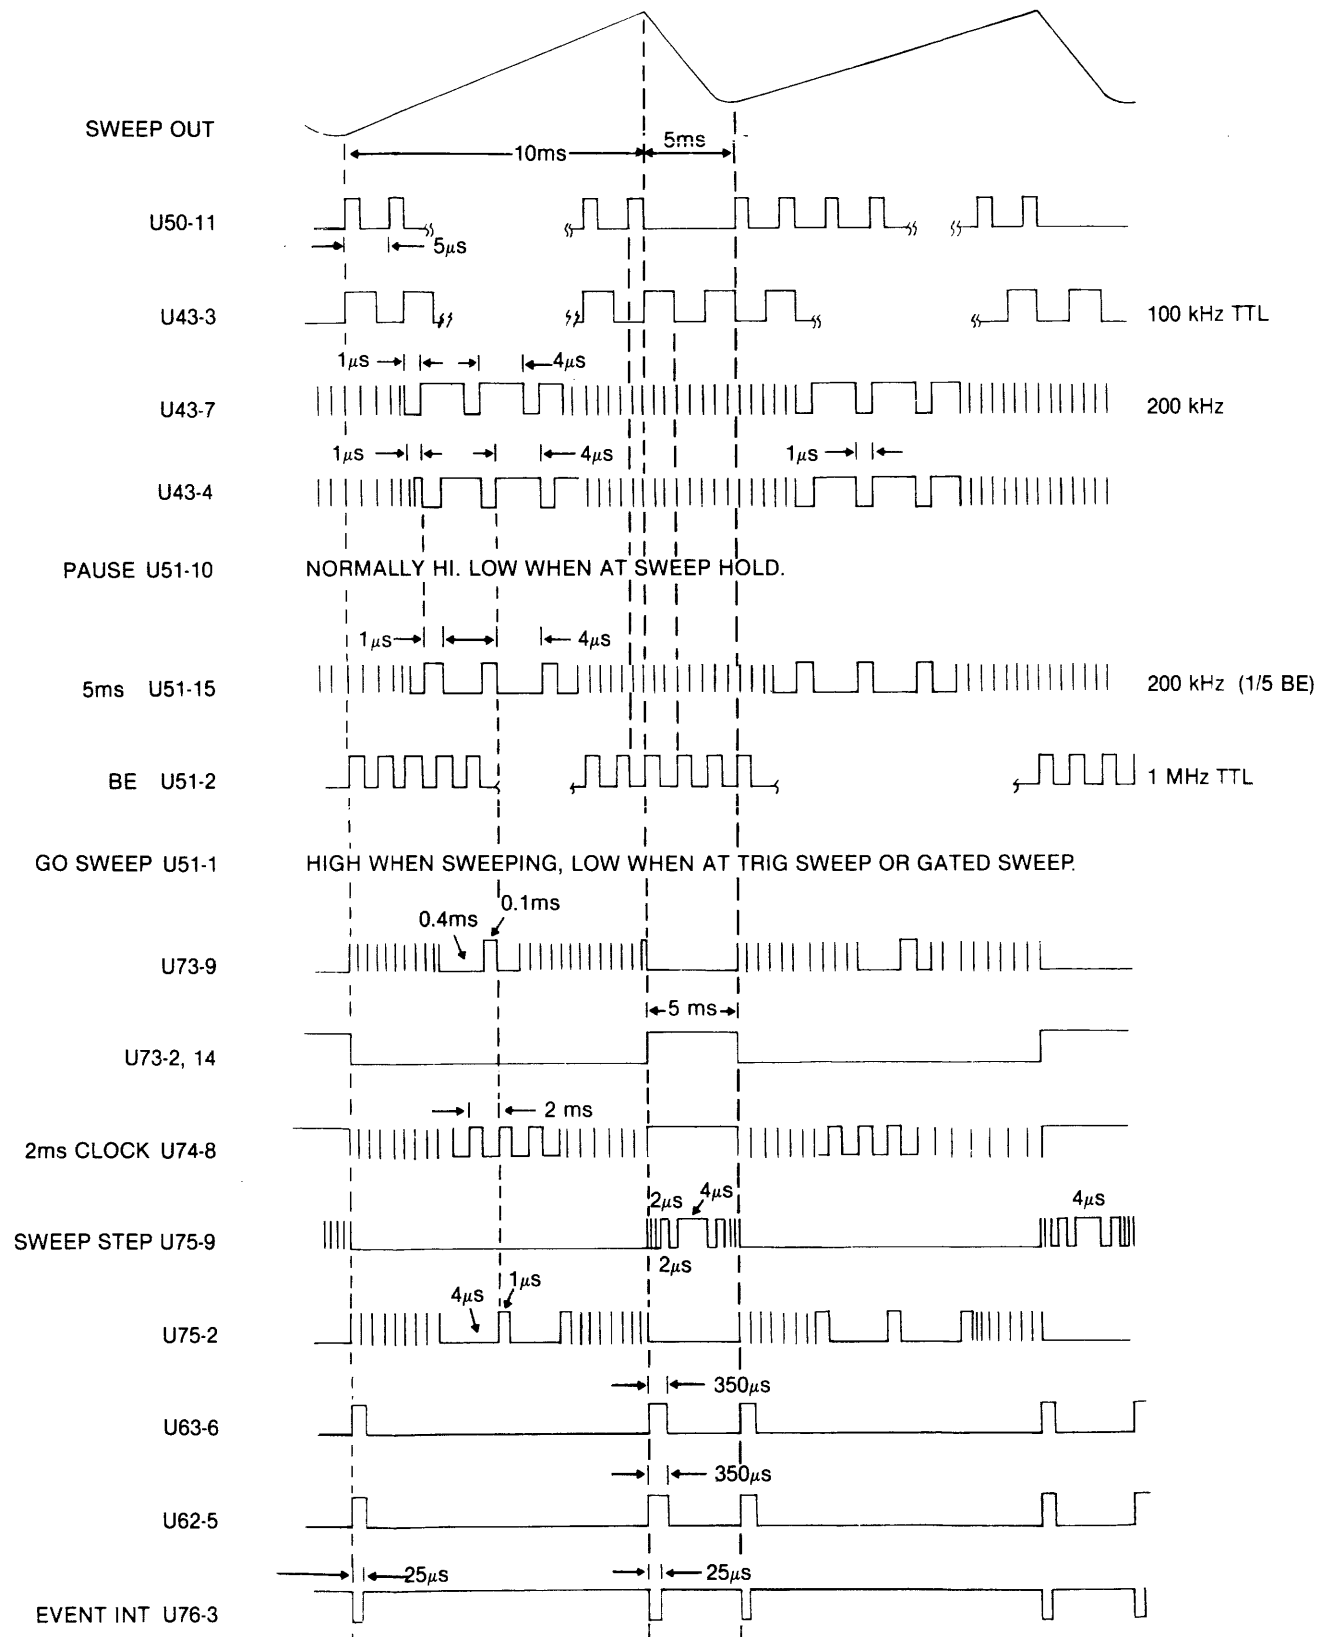 SWEEP OUT
10ms
5ms
U50-11
5µs
U43-3
100 kHz TTL
1µs
4µs
U43-7
200 kHz
1µs
4µs
1µs
U43-4
PAUSE U51-10 NORMALLY HI. LOW WHEN AT SWEEP HOLD.
1µs
4µs
5ms U51-15
200 kHz (1/5 BE)
BE U51-2
1 MHz TTL
GO SWEEP U51-1 HIGH WHEN SWEEPING, LOW WHEN AT TRIG SWEEP OR GATED SWEEP.
0.4ms
0.1ms
U73-9
5 ms
U73-2, 14
2 ms
2ms CLOCK U74-8
2µs
4µs
4µs
SWEEP STEP U75-9
2µs
4µs
1µs
U75-2
350µs
U63-6
350µs
U62-5
25µs
25µs
EVENT INT U76-3